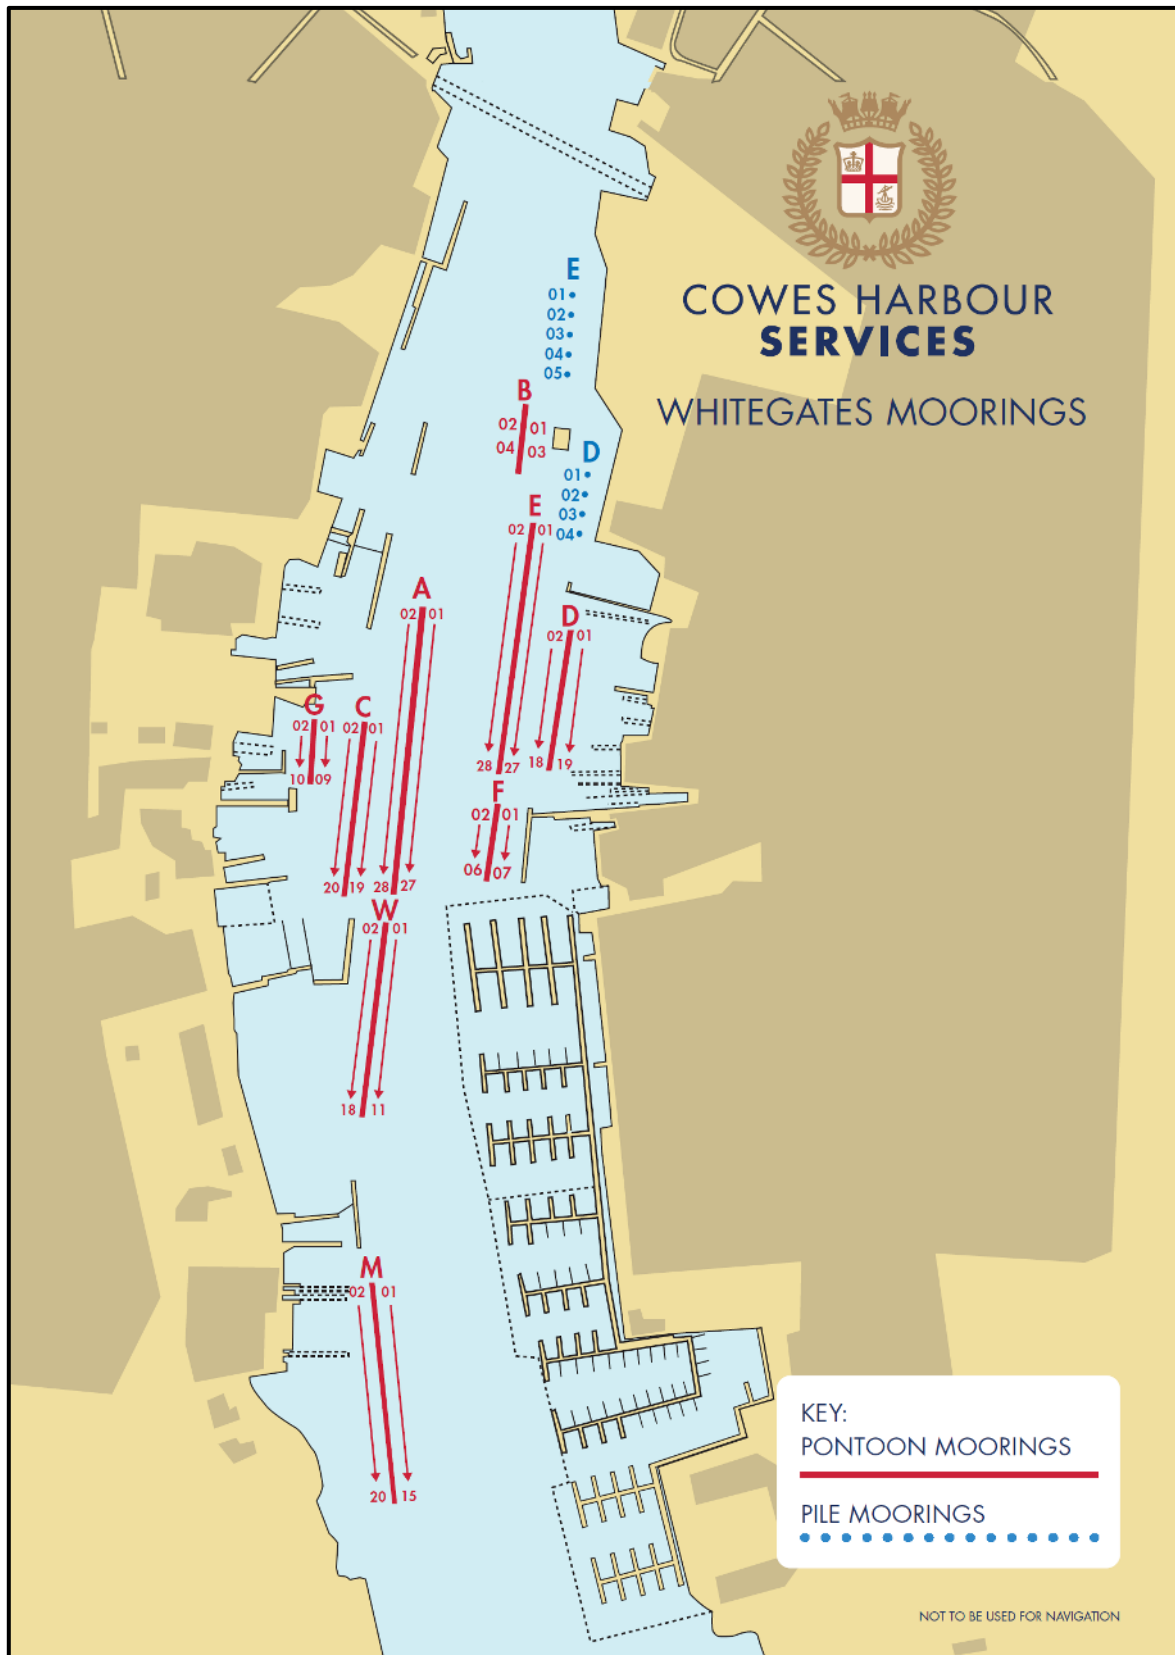 COWES HARBOUR
SERVICES
WHITEGATES MOORINGS
E
01
02
03
04
05
B
02 01
04 03
D
01
02
03
04
E
02 01
28 27
A
02 01
28 27
D
02 01
18 19
G
02 01
10 09
C
02 01
20 19
F
02 01
06 07
W
02 01
18 11
M
02 01
20 15
KEY:
PONTOON MOORINGS
PILE MOORINGS
NOT TO BE USED FOR NAVIGATION